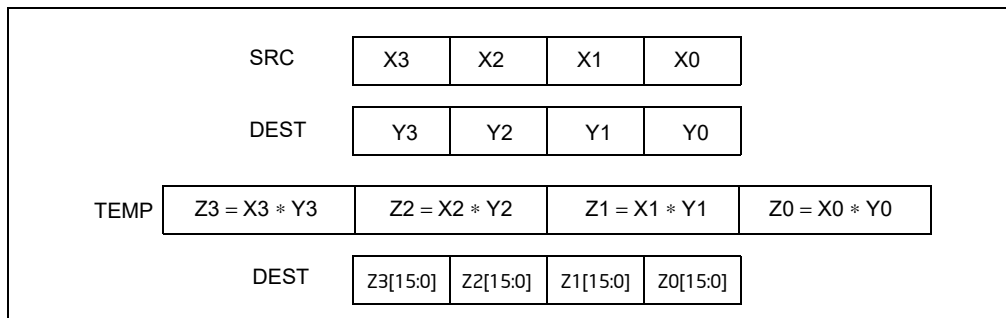 SRC X3 X2 X1 X0
DEST Y3 Y2 Y1 Y0
TEMP Z3 = X3 ∗ Y3 Z2 = X2 ∗ Y2 Z1 = X1 ∗ Y1 Z0 = X0 ∗ Y0
DEST Z3[15:0] Z2[15:0] Z1[15:0] Z0[15:0]